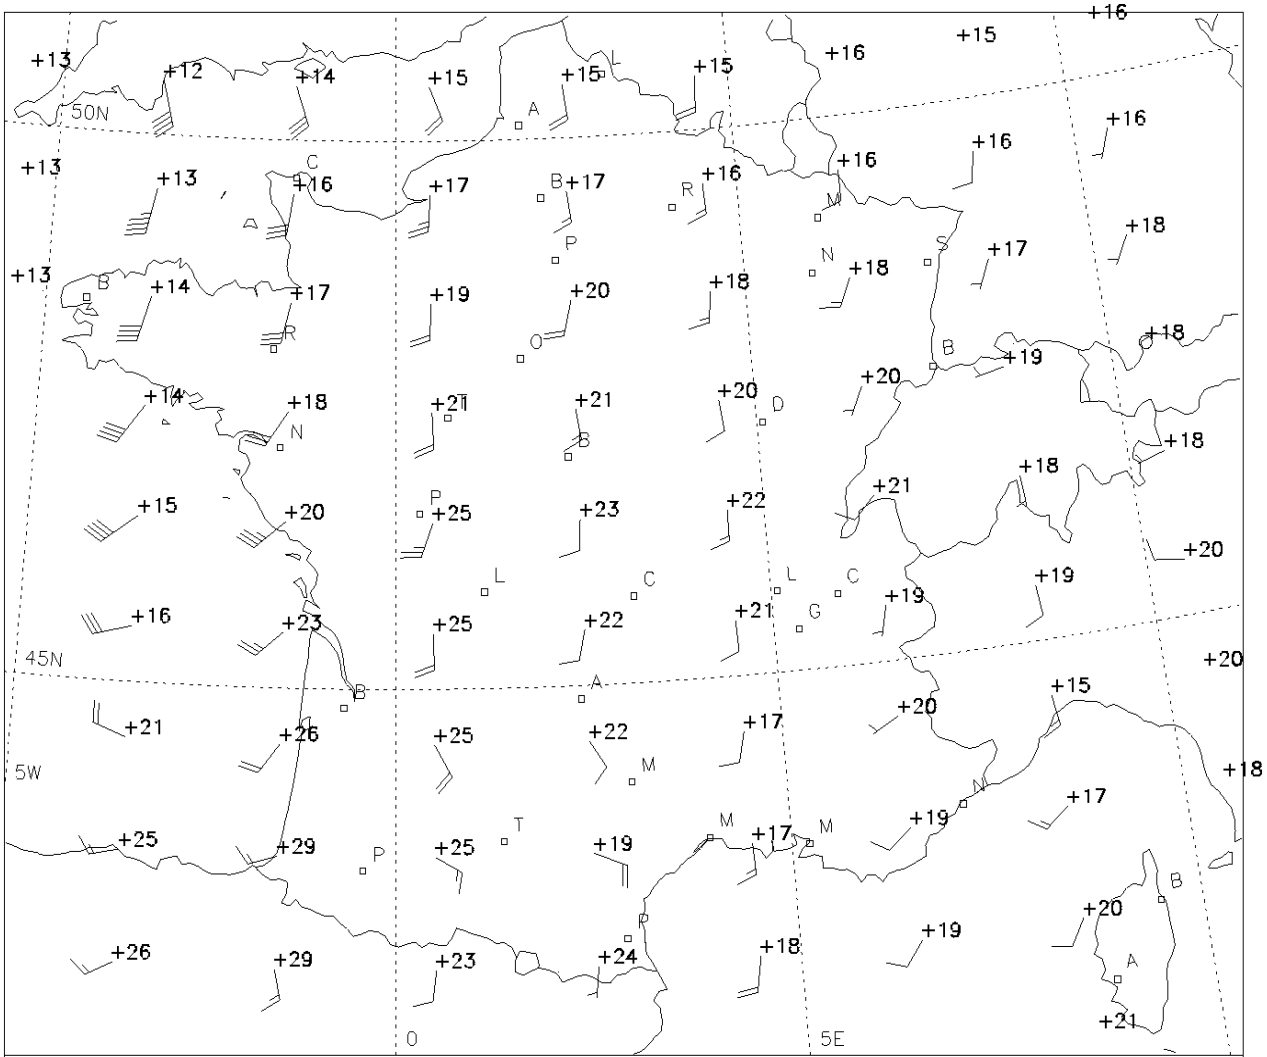 +16
+15
+16
+13
+12
+14
+15
+15
L
+15
50N
A
+16
+13
+13
C
+16
+17
B
+17
R
+16
+16
M
+16
+18
P
N
S
+17
+13
B
+14
+17
+19
+20
+18
+18
R
O
B
+19
+18
+14
+18
+21
T
+21
+20
D
+20
N
B
+18
+15
+20
P
+25
+23
+22
+21
+18
+20
L
C
L
C
+16
+23
+25
+22
+21
G
+19
+19
45N
B
A
+20
+21
+26
+25
+22
+17
+20
+15
5W
M
N
+18
+25
+29
P
+25
T
+19
M
+17
M
+19
+17
B
+26
+29
+23
P
+24
+18
+19
+20
A
+21
0
5E